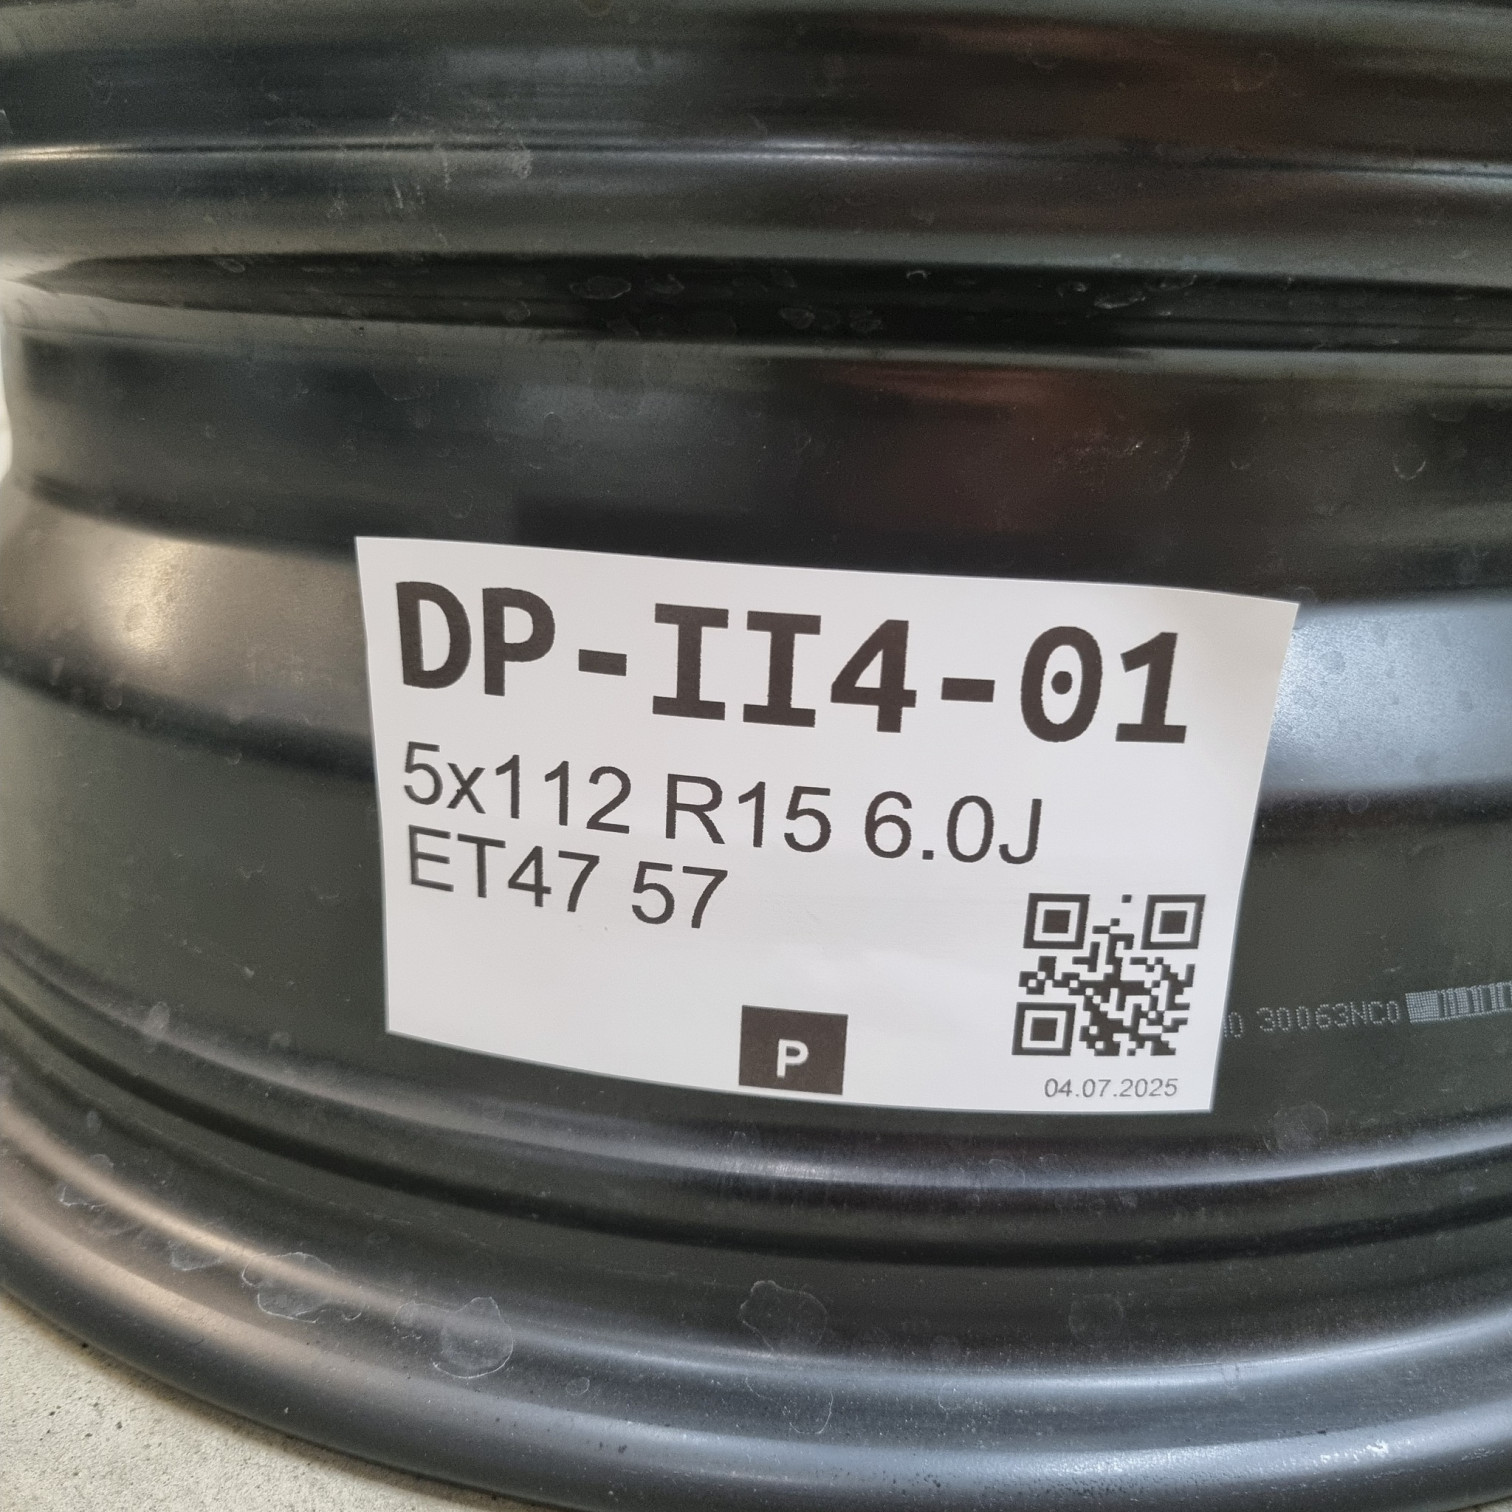 DP-II4-01
5x112 R15 6.0J
ET47 57
P
04.07.2025
30063NC0